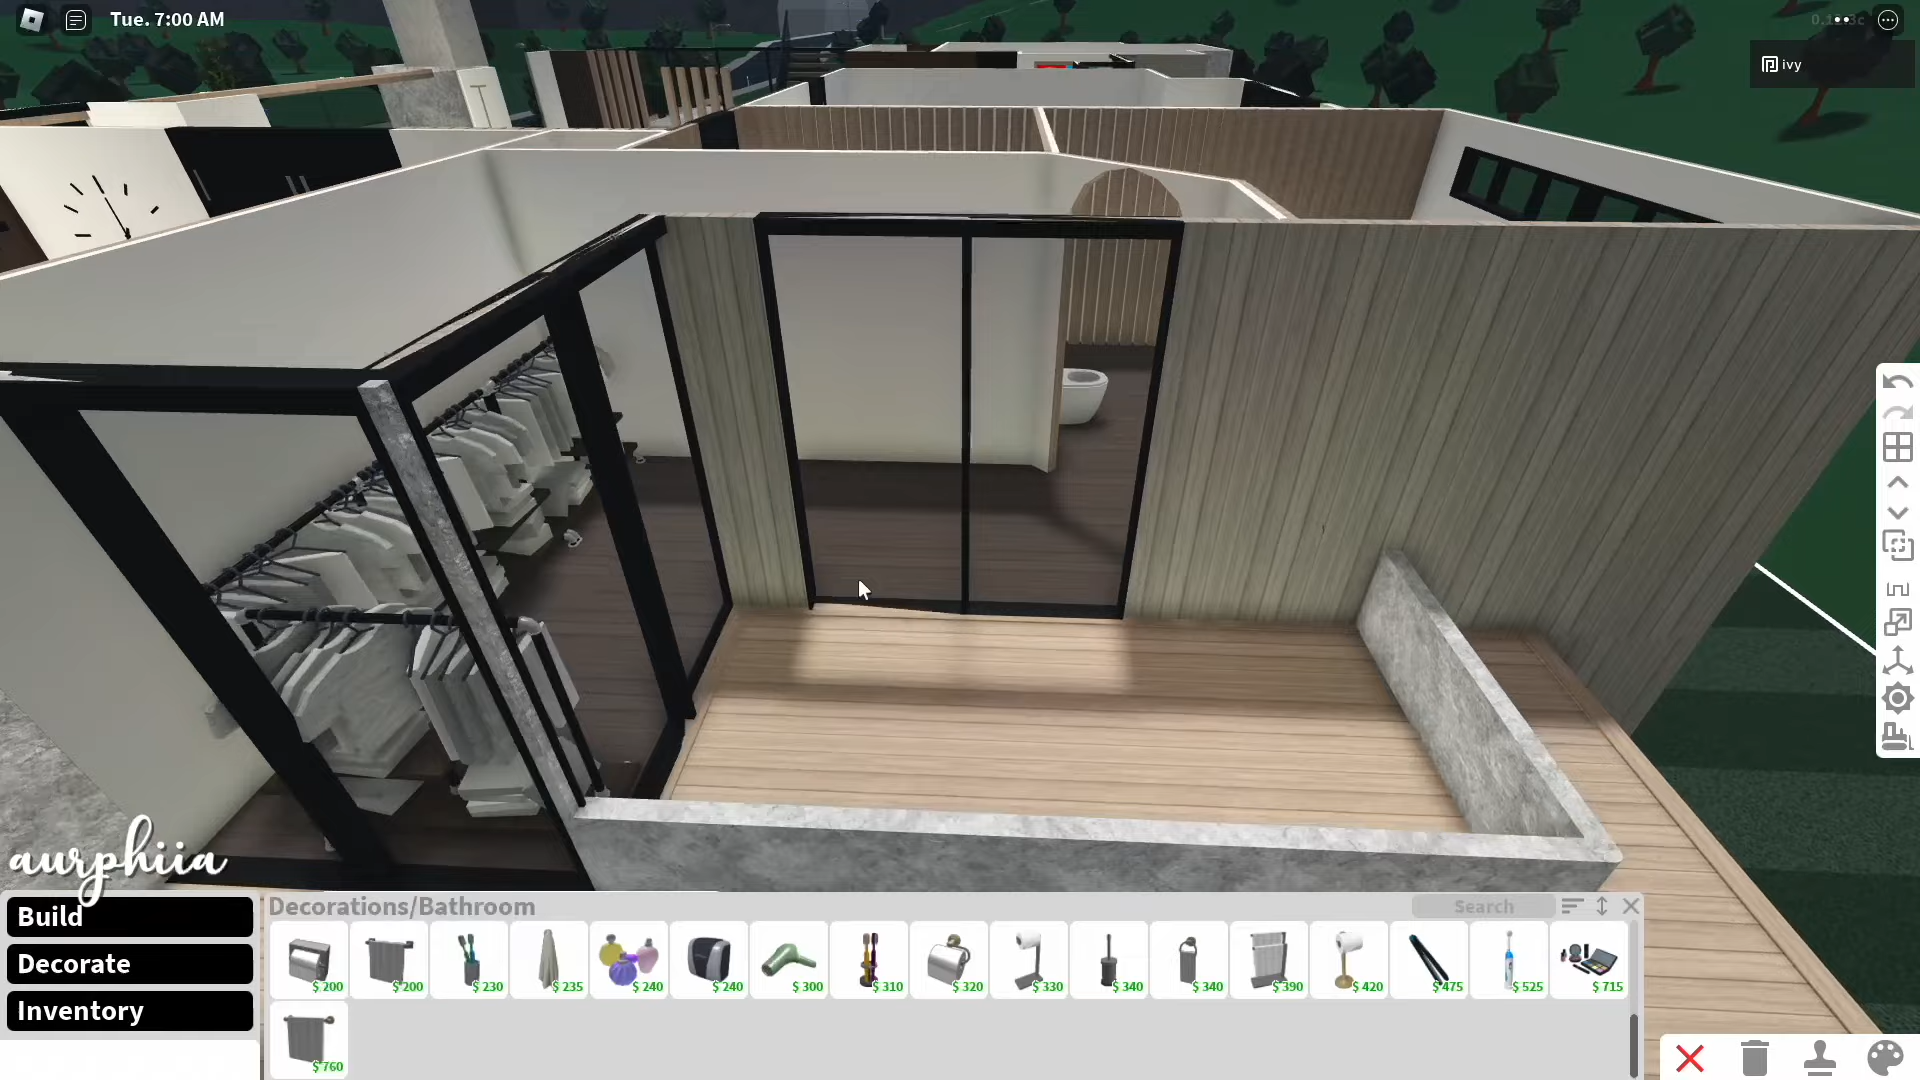 Tue. 7:00 AM
ivy
aurphiia
Build
Decorate
Inventory
Decorations/Bathroom
Search
$200
$200
$230
$235
$240
$240
$300
$310
$320
$330
$340
$340
$390
$420
$475
$525
$715
$760